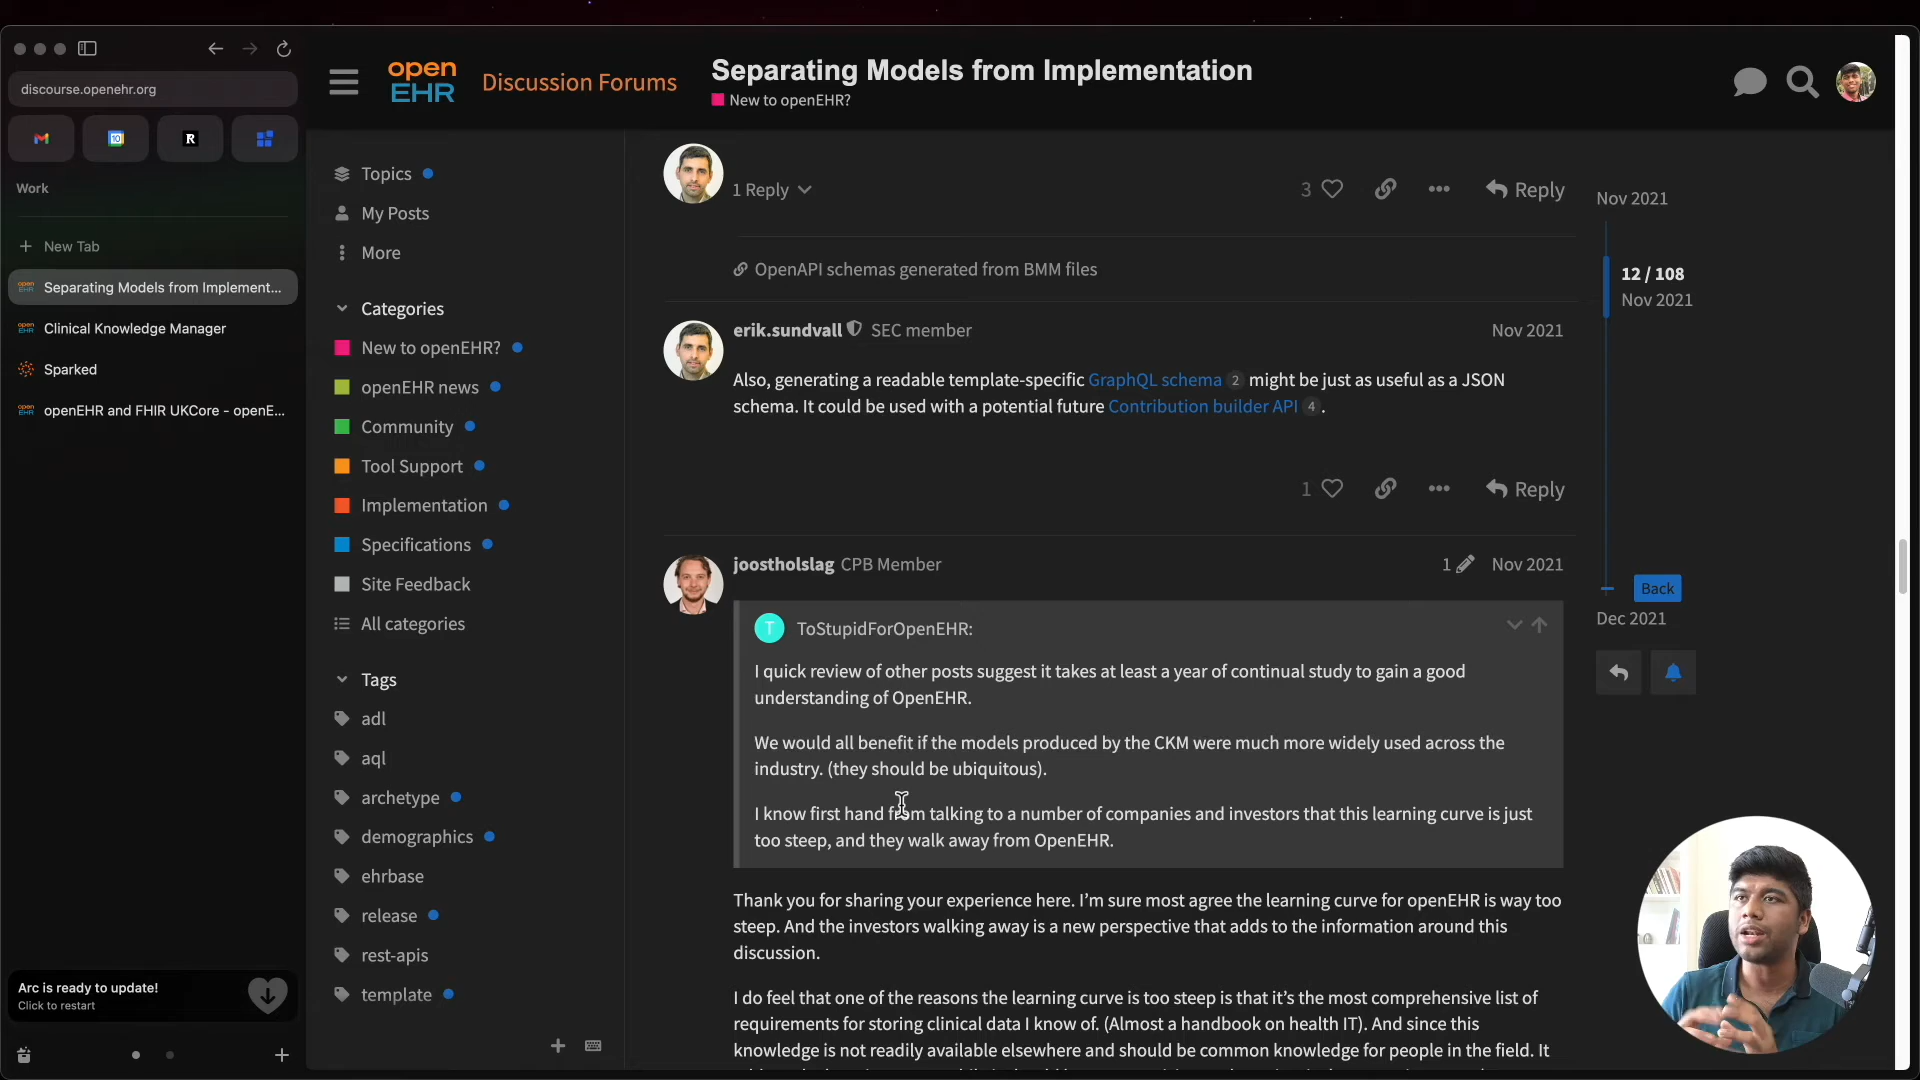 discourse.openehr.org
10
R
Work
New Tab
Separating Models from Implement...
Clinical Knowledge Manager
Sparked
openEHR and FHIR UKCore - openE...
Arc is ready to update!
Click to restart
open
EHR
Discussion Forums
Separating Models from Implementation
New to openEHR?
Topics
My Posts
More
Categories
New to openEHR?
openEHR news
Community
Tool Support
Implementation
Specifications
Site Feedback
All categories
Tags
adl
aql
archetype
demographics
ehrbase
release
rest-apis
template
1 Reply
3
Reply
OpenAPI schemas generated from BMM files
erik.sundvall SEC member
Nov 2021
Also, generating a readable template-specific GraphQL schema 2 might be just as useful as a JSON
schema. It could be used with a potential future Contribution builder API 4 .
1
Reply
joostholslag CPB Member
1
Nov 2021
T
ToStupidForOpenEHR:
I quick review of other posts suggest it takes at least a year of continual study to gain a good
understanding of OpenEHR.
We would all benefit if the models produced by the CKM were much more widely used across the
industry. (they should be ubiquitous).
I know first hand from talking to a number of companies and investors that this learning curve is just
too steep, and they walk away from OpenEHR.
Thank you for sharing your experience here. I'm sure most agree the learning curve for openEHR is way too
steep. And the investors walking away is a new perspective that adds to the information around this
discussion.
I do feel that one of the reasons the learning curve is too steep is that it's the most comprehensive list of
requirements for storing clinical data I know of. (Almost a handbook on health IT). And since this
knowledge is not readily available elsewhere and should be common knowledge for people in the field. It
Nov 2021
12 / 108
Nov 2021
Back
Dec 2021